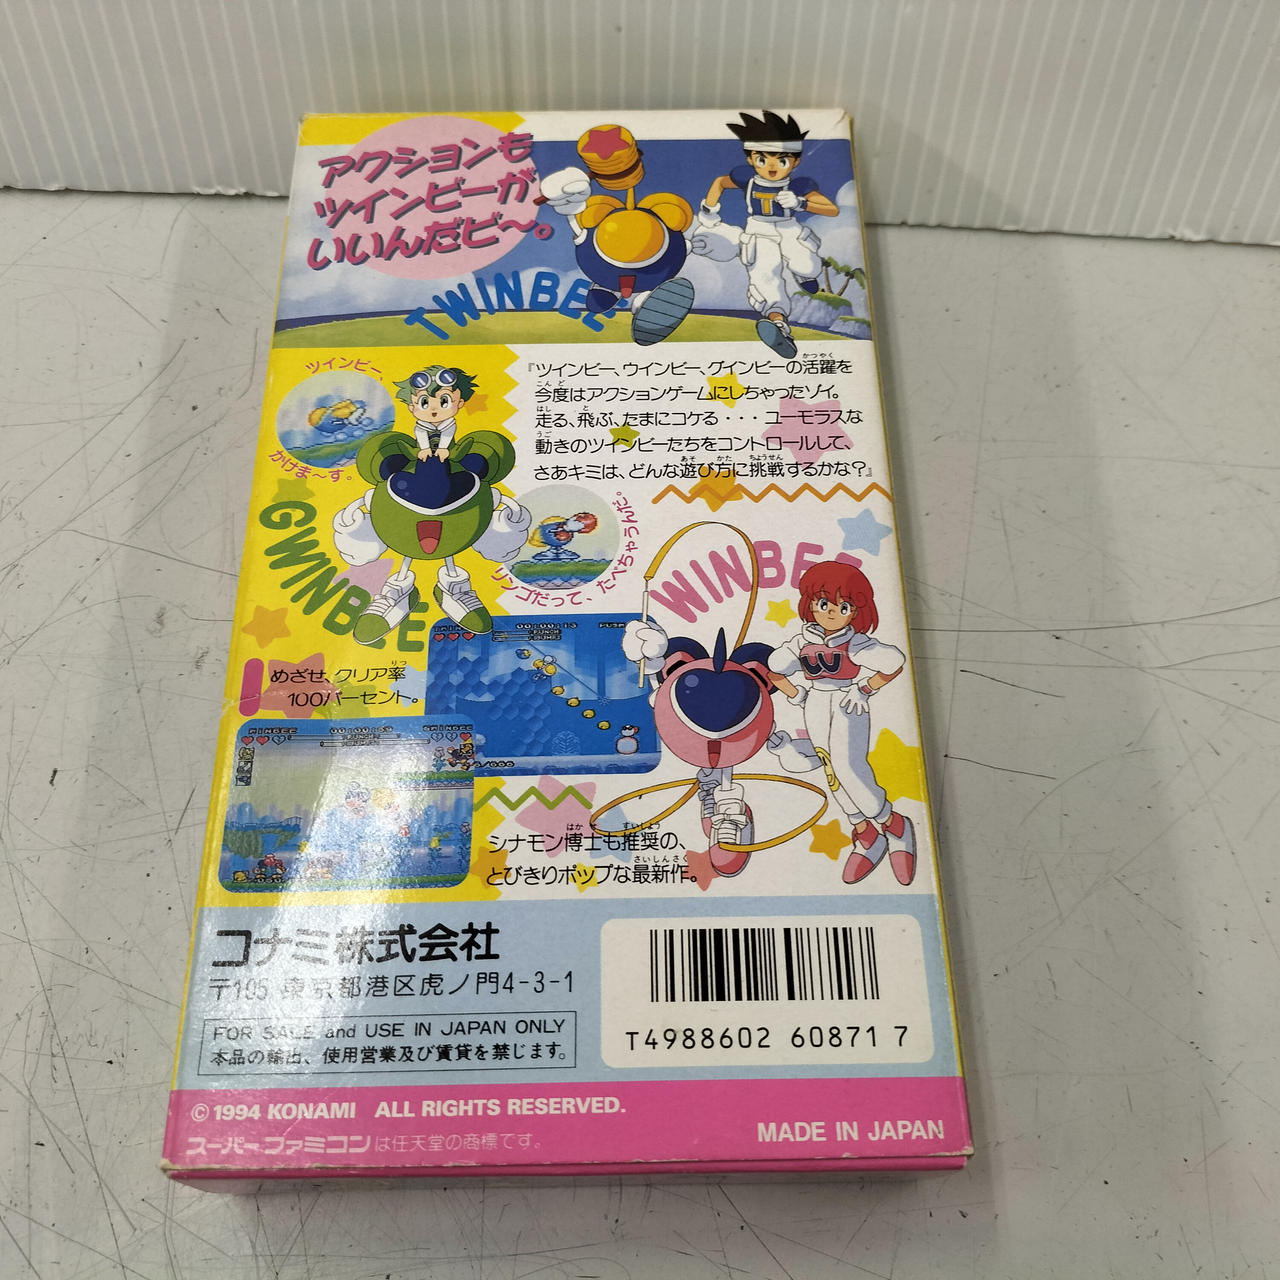 アクションも
ツインビーが
いいんだビ〜。
TWINBEE
『ツインビー、ウインビー、グインビーの活躍を
今度はアクションゲームにしちゃったゾイ。
走る、飛ぶ、たまにコケる・・・ユーモラスな
動きのツインビーたちをコントロールして、
さあキミは、どんな遊び方に挑戦するかな?』
ツインビー、
かけま〜す。
GWINBEE
リンゴだって、たべちゃうんだ。
WINBEE
めざせ、クリア率
100パーセント。
00:00:13
PUNCH
00:00:59
PUNCH
シナモン博士も推奨の、
とびきりポップな最新作。
コナミ株式会社
〒105 東京都港区虎ノ門4-3-1
FOR SALE and USE IN JAPAN ONLY
本品の輸出、使用営業及び賃貸を禁じます。
T4988602 60871 7
© 1994 KONAMI ALL RIGHTS RESERVED.
スーパーファミコンは任天堂の商標です。
MADE IN JAPAN